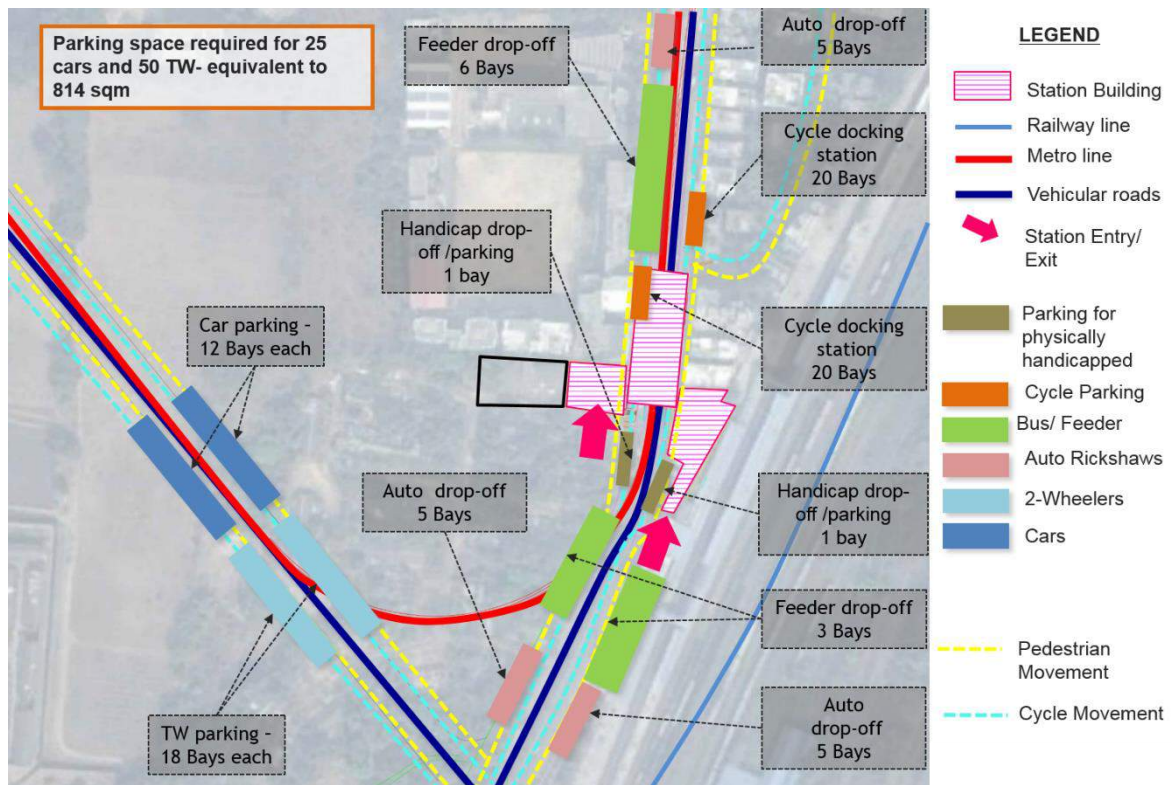 Parking space required for 25
cars and 50 TW- equivalent to
814 sqm
Feeder drop-off
6 Bays
Auto drop-off
5 Bays
Cycle docking
station
20 Bays
Handicap drop-
off /parking
1 bay
Cycle docking
station
20 Bays
Car parking -
12 Bays each
Auto drop-off
5 Bays
Handicap drop-
off /parking
1 bay
Feeder drop-off
3 Bays
TW parking -
18 Bays each
Auto
drop-off
5 Bays
LEGEND
Station Building
Railway line
Metro line
Vehicular roads
Station Entry/
Exit
Parking for
physically
handicapped
Cycle Parking
Bus/ Feeder
Auto Rickshaws
2-Wheelers
Cars
Pedestrian
Movement
Cycle Movement